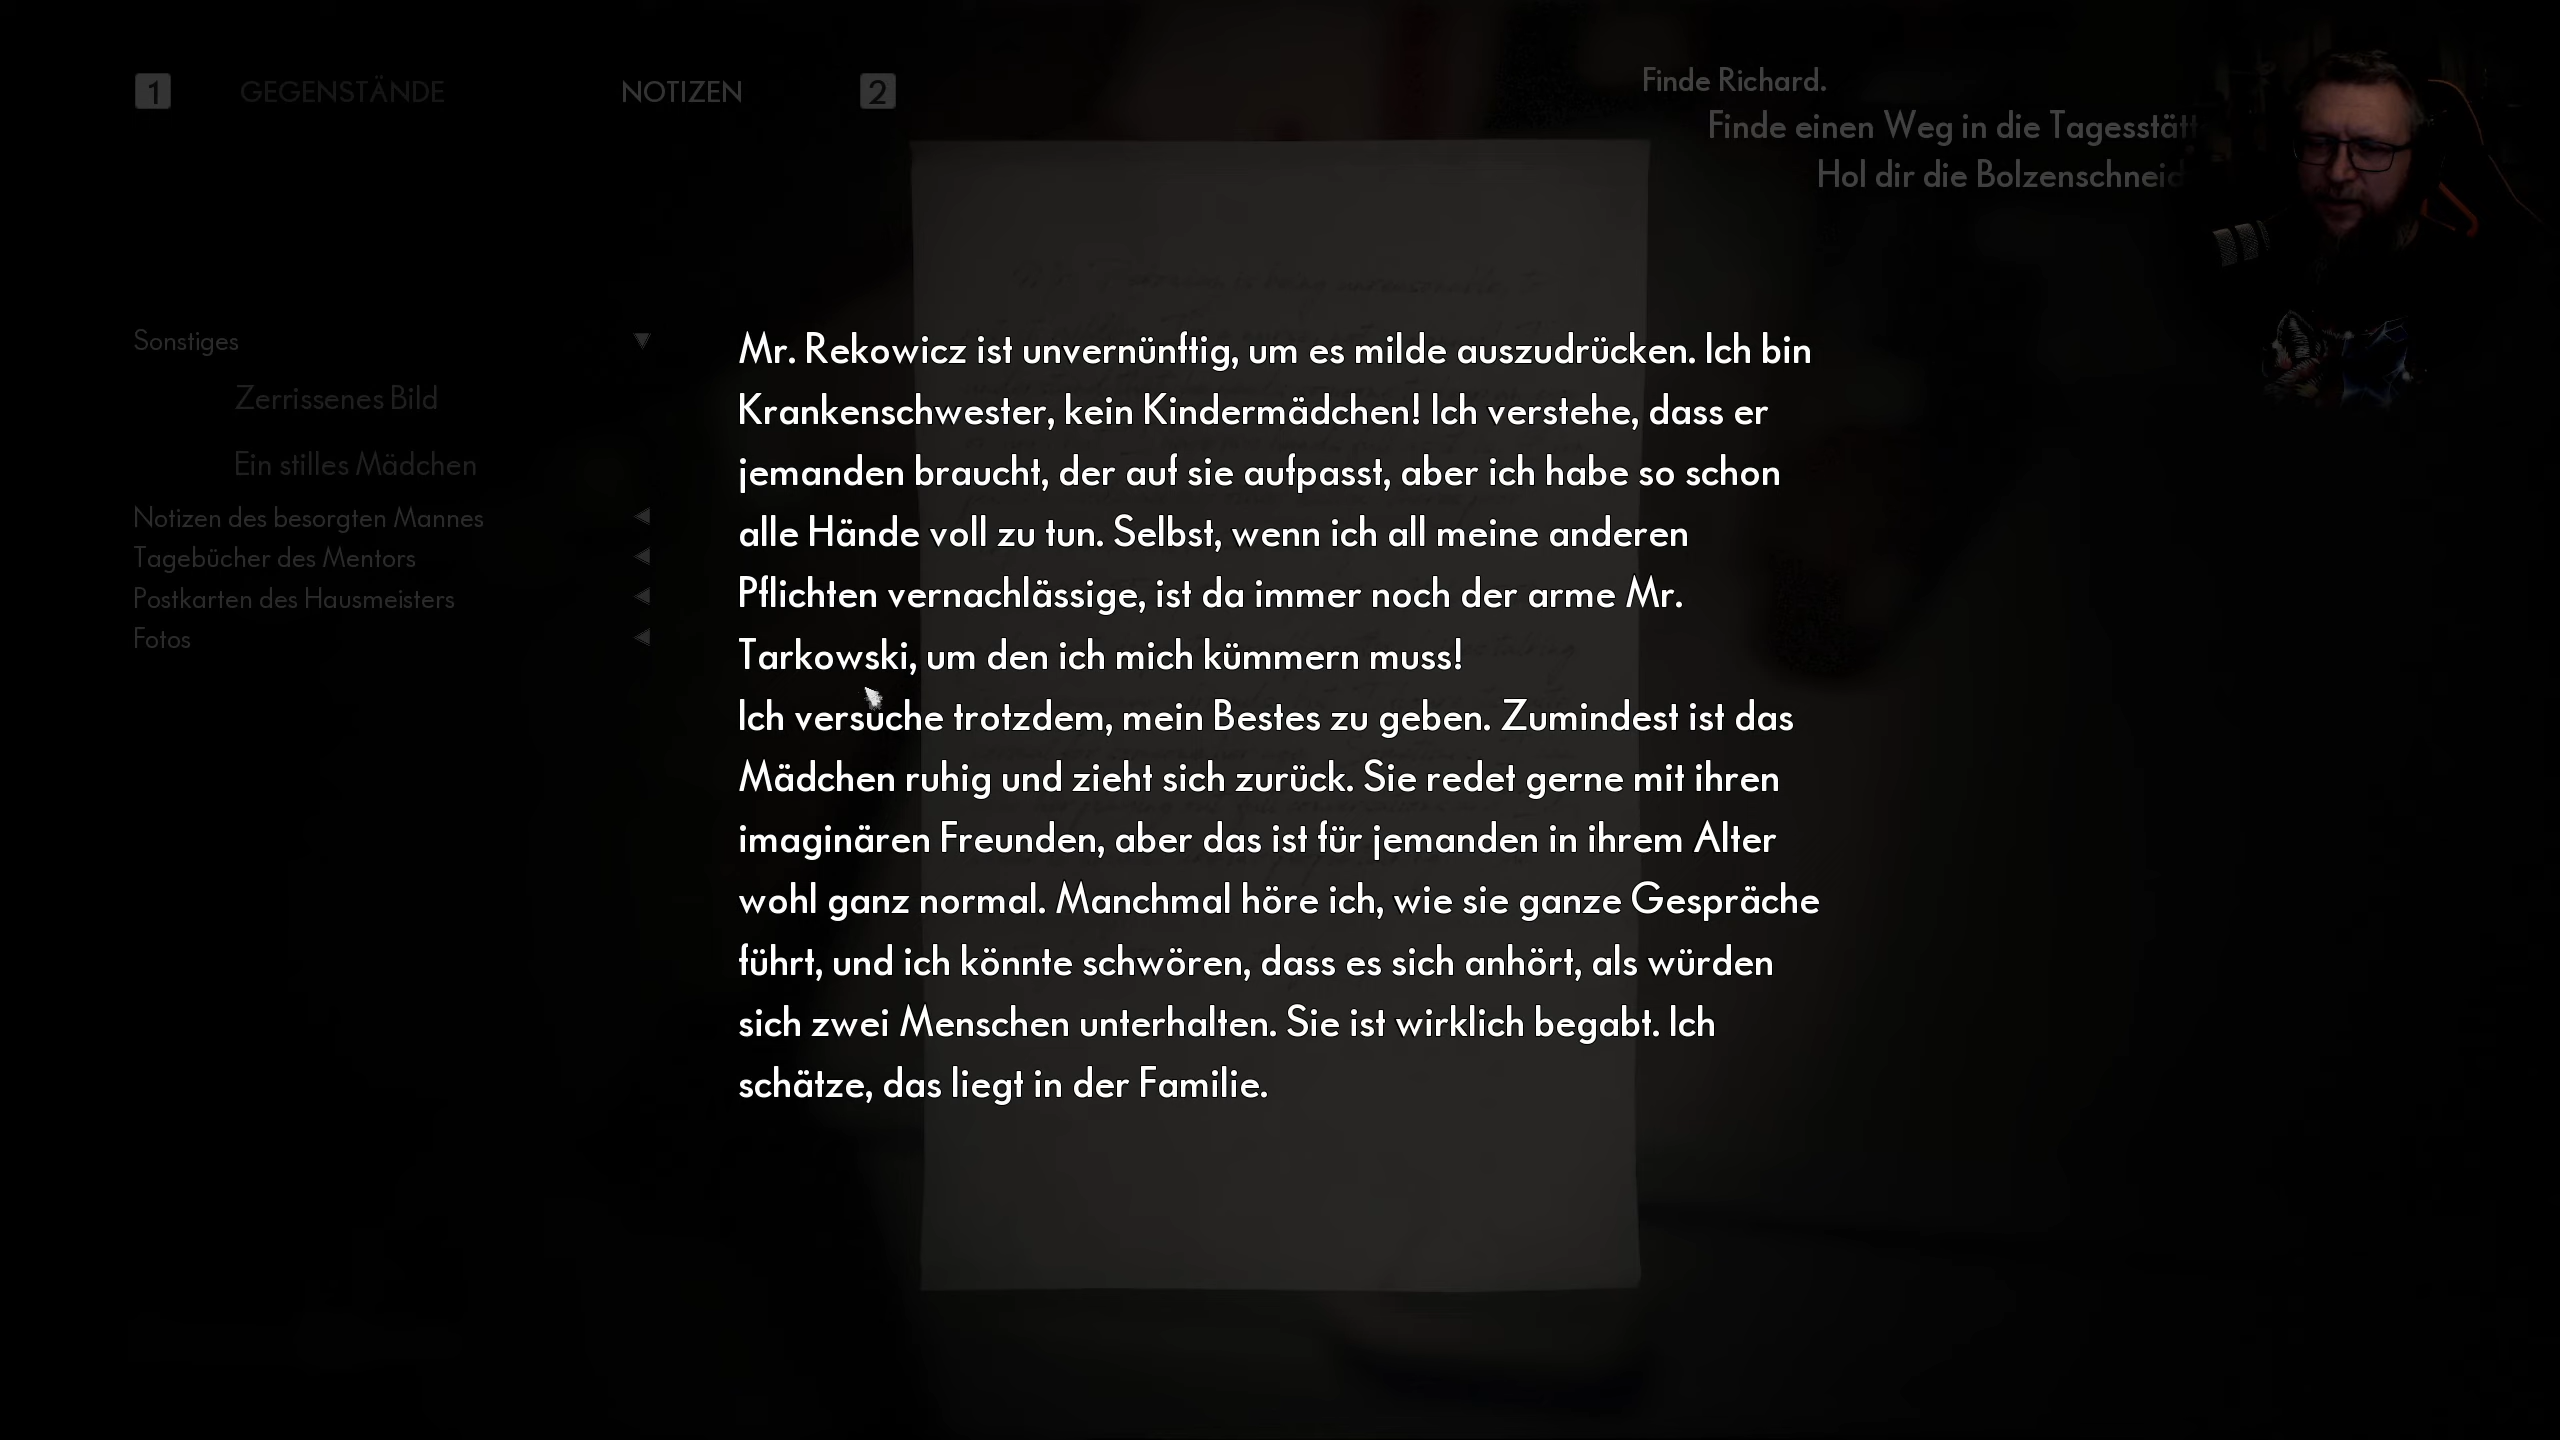 1 GEGENSTÄNDE NOTIZEN 2
Finde Richard.
Finde einen Weg in die
Hol dir die
Sonstiges
Zerrissenes Bild
Ein stilles Mädchen
Notizen des besorgten Mannes
Tagebücher des Mentors
Postkarten des Hausmeisters
Fotos
Mr. Rekowicz ist unvernünftig, um es milde auszudrücken. Ich bin
Krankenschwester, kein Kindermädchen! Ich verstehe, dass er
jemanden braucht, der auf sie aufpasst, aber ich habe so schon
alle Hände voll zu tun. Selbst, wenn ich all meine anderen
Pflichten vernachlässige, ist da immer noch der arme Mr.
Tarkowski, um den ich mich kümmern muss!
Ich versuche trotzdem, mein Bestes zu geben. Zumindest ist das
Mädchen ruhig und zieht sich zurück. Sie redet gerne mit ihren
imaginären Freunden, aber das ist für jemanden in ihrem Alter
wohl ganz normal. Manchmal höre ich, wie sie ganze Gespräche
führt, und ich könnte schwören, dass es sich anhört, als würden
sich zwei Menschen unterhalten. Sie ist wirklich begabt. Ich
schätze, das liegt in der Familie.